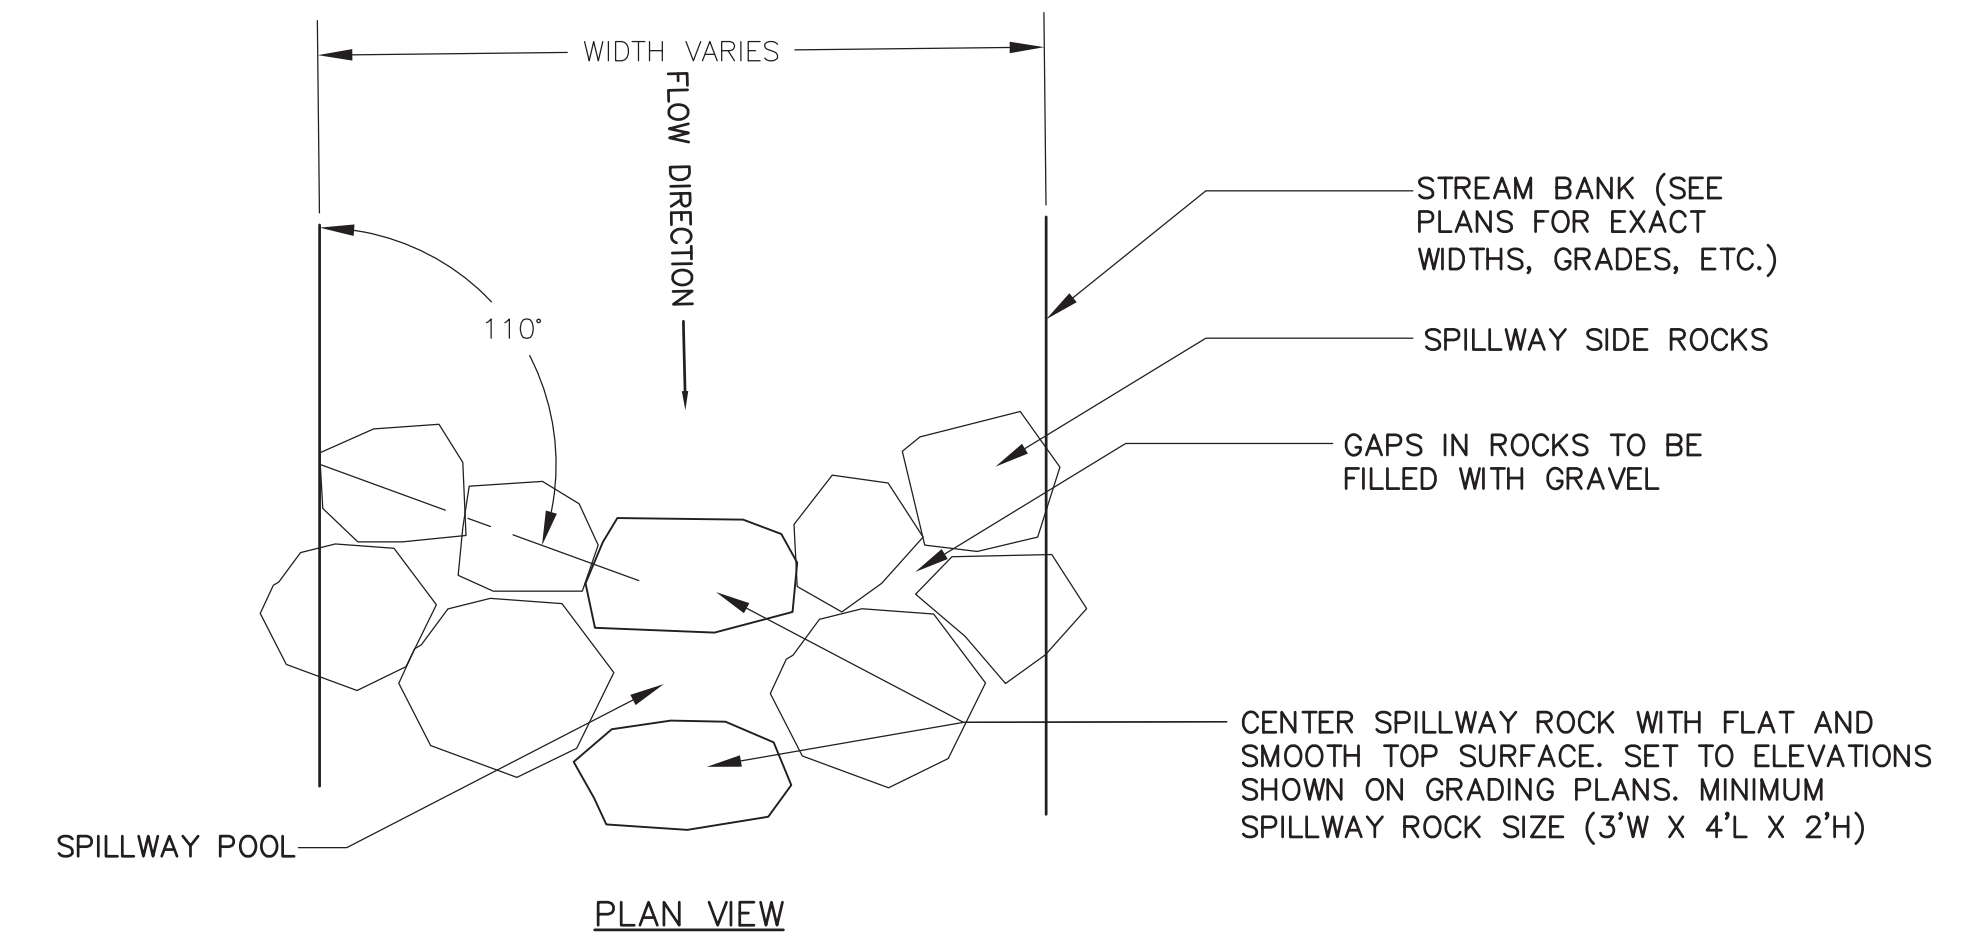 WIDTH VARIES
FLOW DIRECTION
110°
STREAM BANK (SEE
PLANS FOR EXACT
WIDTHS, GRADES, ETC.)
SPILLWAY SIDE ROCKS
GAPS IN ROCKS TO BE
FILLED WITH GRAVEL
CENTER SPILLWAY ROCK WITH FLAT AND
SMOOTH TOP SURFACE. SET TO ELEVATIONS
SHOWN ON GRADING PLANS. MINIMUM
SPILLWAY ROCK SIZE (3'W X 4'L X 2'H)
SPILLWAY POOL
PLAN VIEW